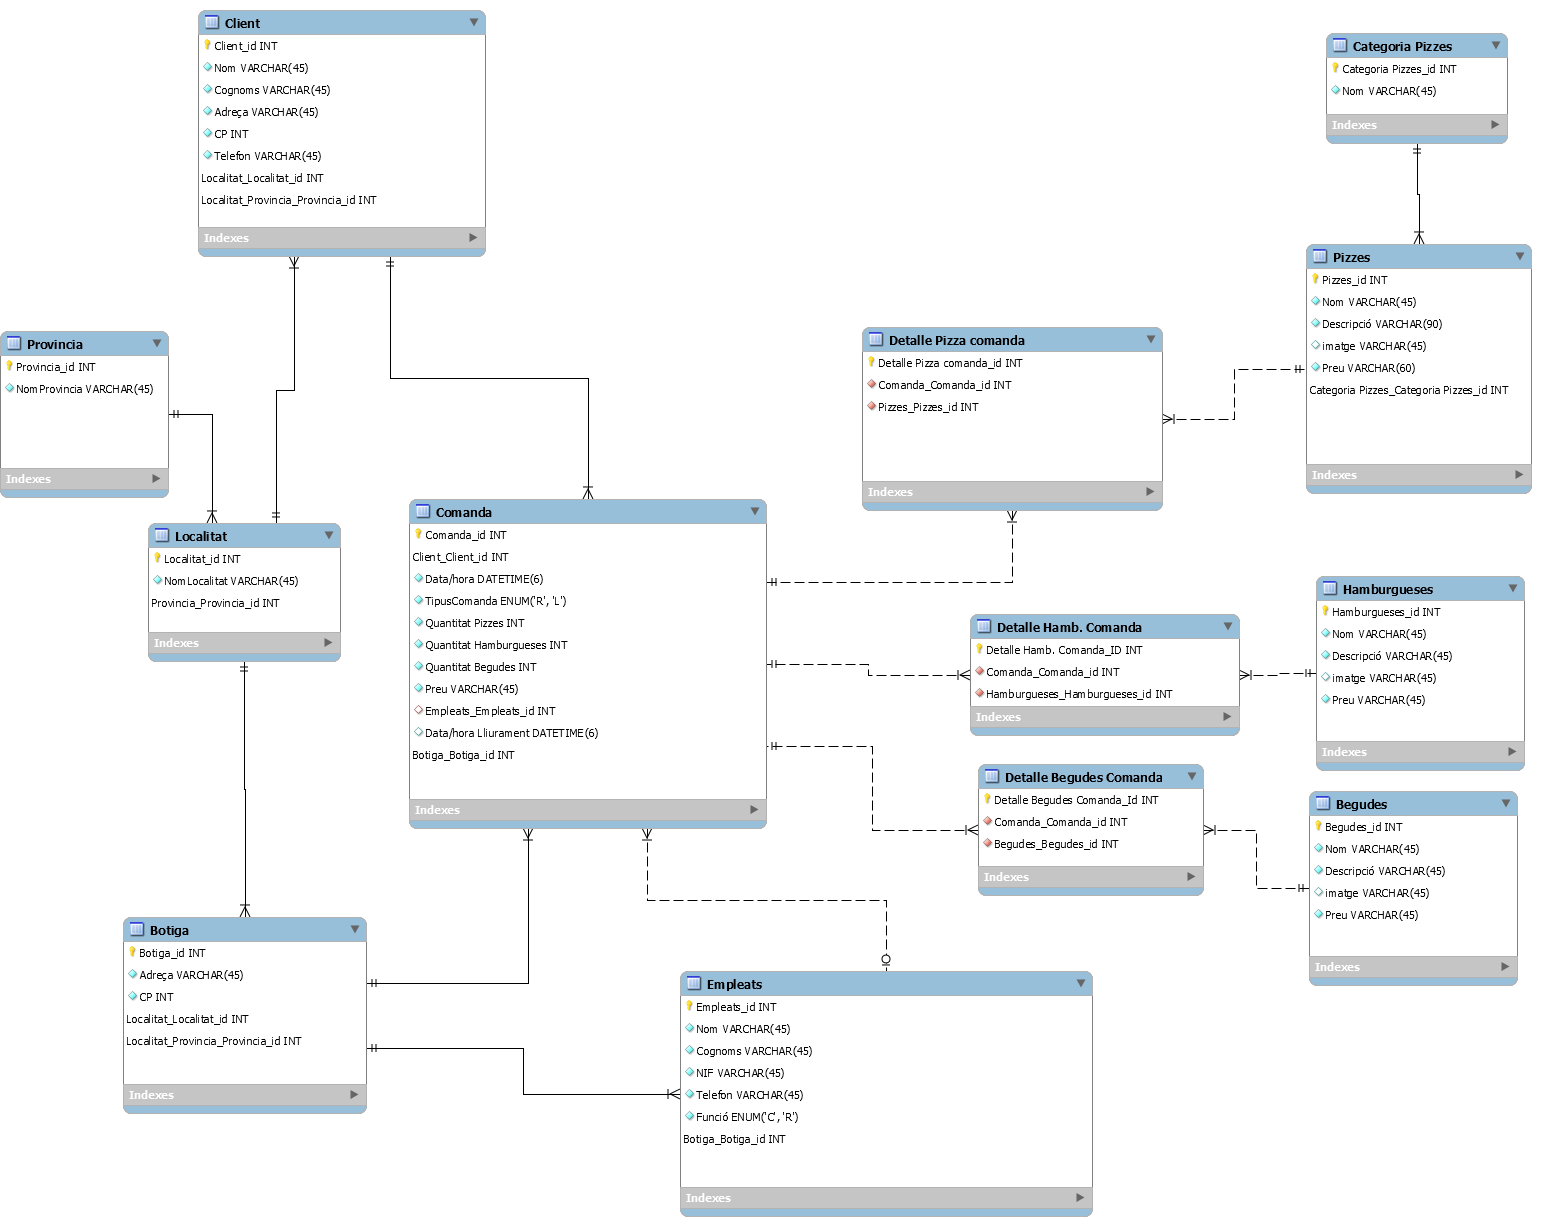 Client
Client_id INT
Nom VARCHAR(45)
Cognoms VARCHAR(45)
Adreça VARCHAR(45)
CP INT
Telefon VARCHAR(45)
Localitat_Localitat_id INT
Localitat_Provincia_Provincia_id INT
Indexes
Categoria Pizzes
Categoria Pizzes_id INT
Nom VARCHAR(45)
Indexes
Pizzes
Pizzes_id INT
Nom VARCHAR(45)
Descripció VARCHAR(90)
imatge VARCHAR(45)
Preu VARCHAR(60)
Categoria Pizzes_Categoria Pizzes_id INT
Indexes
Provincia
Provincia_id INT
NomProvincia VARCHAR(45)
Indexes
Detalle Pizza comanda
Detalle Pizza comanda_id INT
Comanda_Comanda_id INT
Pizzes_Pizzes_id INT
Indexes
Localitat
Localitat_id INT
NomLocalitat VARCHAR(45)
Provincia_Provincia_id INT
Indexes
Comanda
Comanda_id INT
Client_Client_id INT
Data/hora DATETIME(6)
TipusComanda ENUM('R', 'L')
Quantitat Pizzes INT
Quantitat Hamburgueses INT
Quantitat Begudes INT
Preu VARCHAR(45)
Empleats_Empleats_id INT
Data/hora Lliurament DATETIME(6)
Botiga_Botiga_id INT
Indexes
Detalle Hamb. Comanda
Detalle Hamb. Comanda_ID INT
Comanda_Comanda_id INT
Hamburgueses_Hamburgueses_id INT
Indexes
Hamburgueses
Hamburgueses_id INT
Nom VARCHAR(45)
Descripció VARCHAR(45)
imatge VARCHAR(45)
Preu VARCHAR(45)
Indexes
Detalle Begudes Comanda
Detalle Begudes Comanda_Id INT
Comanda_Comanda_id INT
Begudes_Begudes_id INT
Indexes
Begudes
Begudes_id INT
Nom VARCHAR(45)
Descripció VARCHAR(45)
imatge VARCHAR(45)
Preu VARCHAR(45)
Indexes
Botiga
Botiga_id INT
Adreça VARCHAR(45)
CP INT
Localitat_Localitat_id INT
Localitat_Provincia_Provincia_id INT
Indexes
Empleats
Empleats_id INT
Nom VARCHAR(45)
Cognoms VARCHAR(45)
NIF VARCHAR(45)
Telefon VARCHAR(45)
Funció ENUM('C', 'R')
Botiga_Botiga_id INT
Indexes